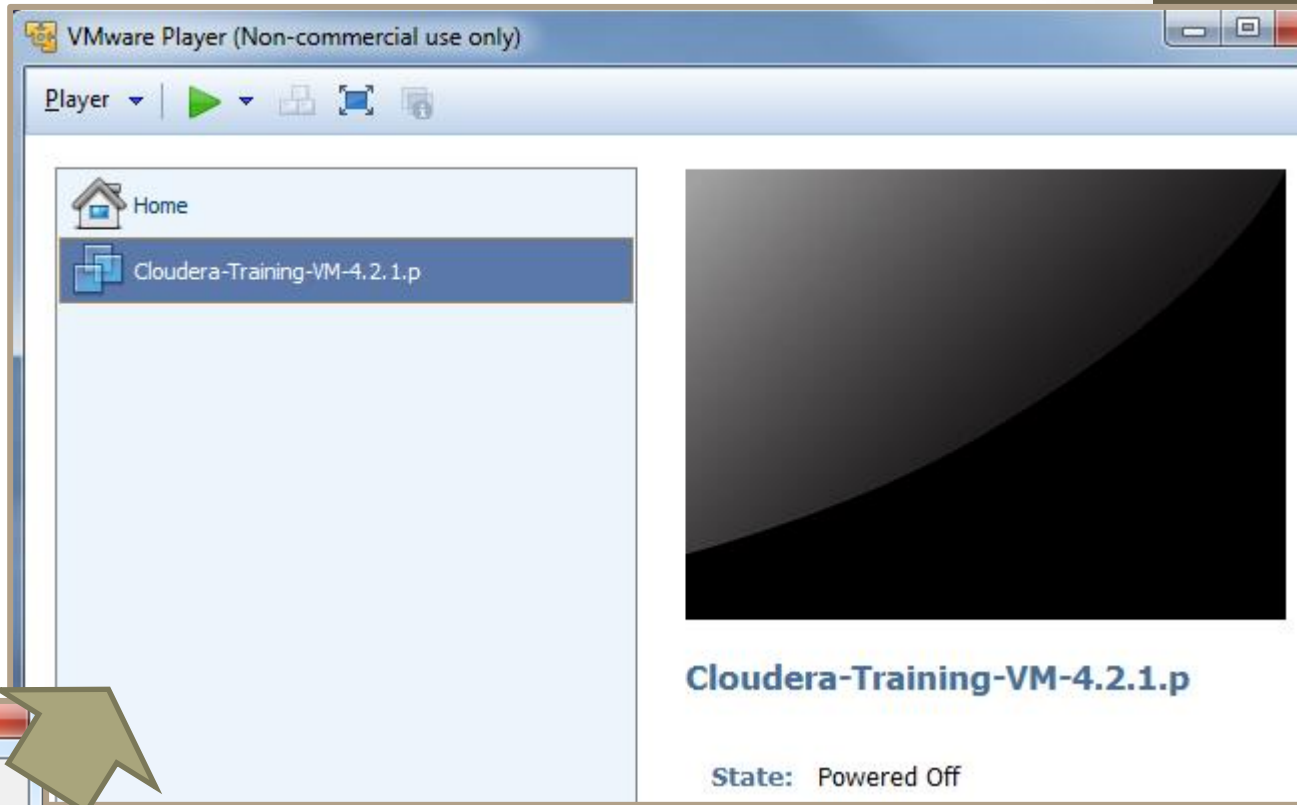 VMware Player (Non-commercial use only)
Player
Home
Cloudera-Training-VM-4.2.1.p
Cloudera-Training-VM-4.2.1.p
State: Powered Off